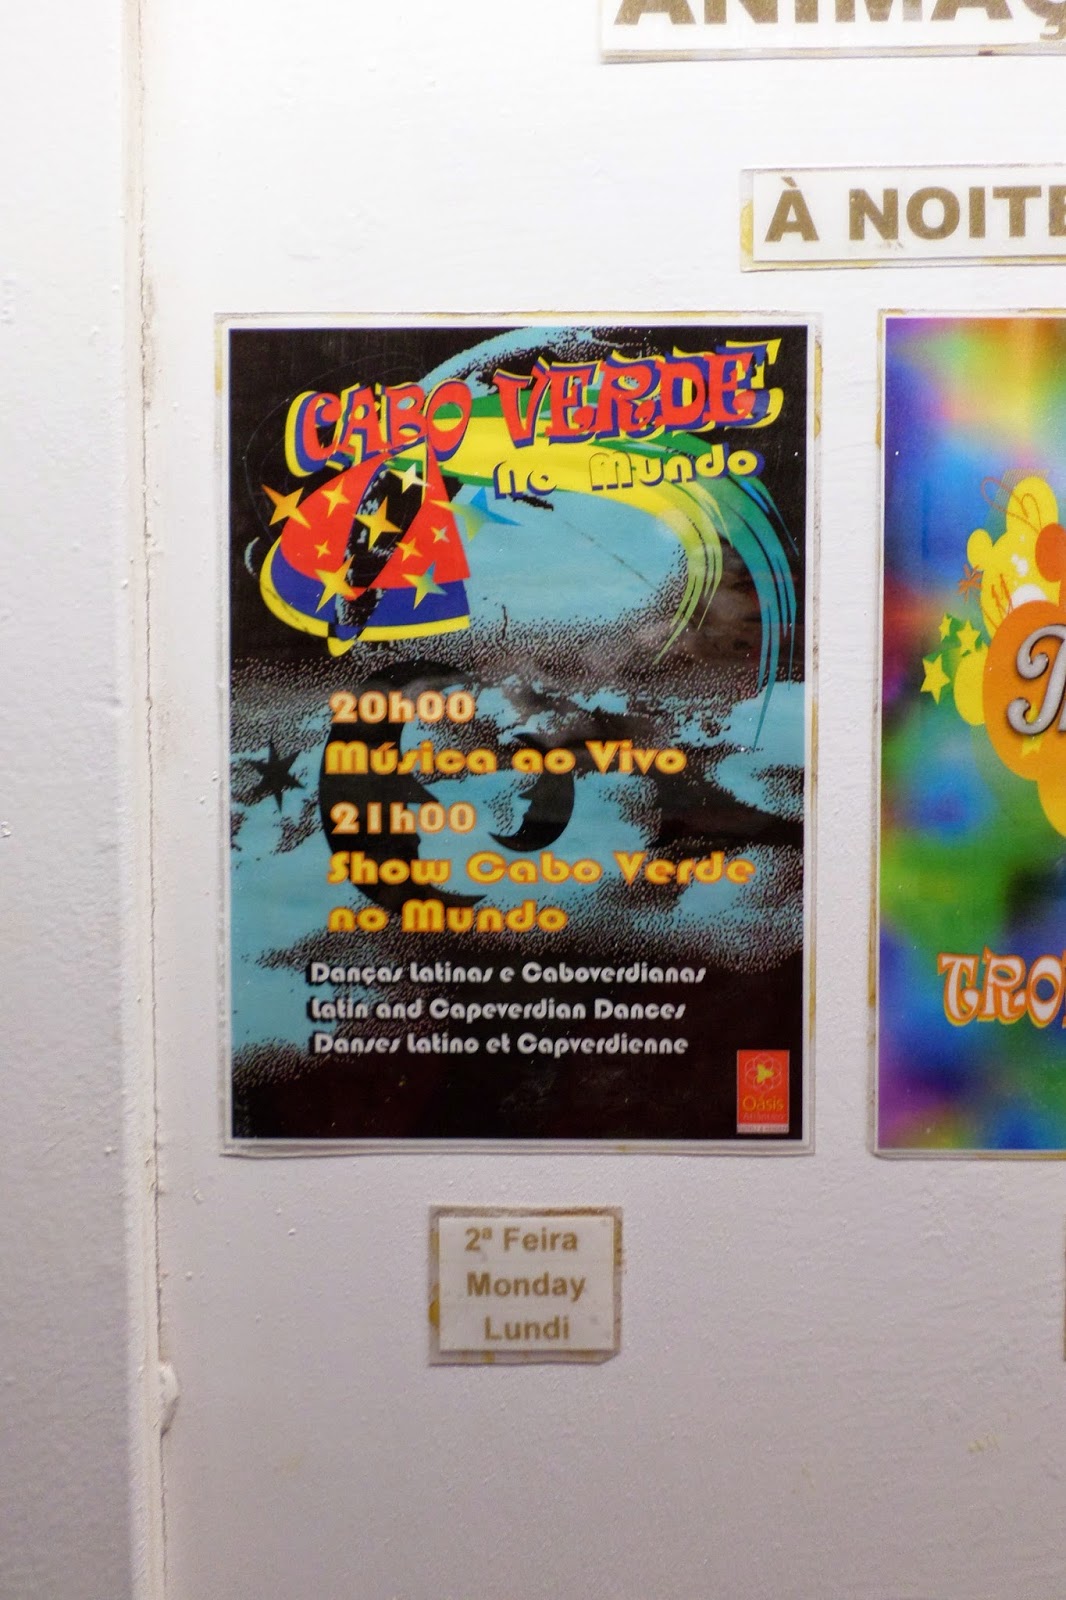 ANIMAÇ
À NOITE
CABO VERDE
No Mundo
20h00
Música ao Vivo
21h00
Show Cabo Verde
no Mundo
Danças Latinas e Caboverdianas
Latin and Capeverdian Dances
Danses Latino et Capverdienne
Oásis
TRO
2ª Feira
Monday
Lundi